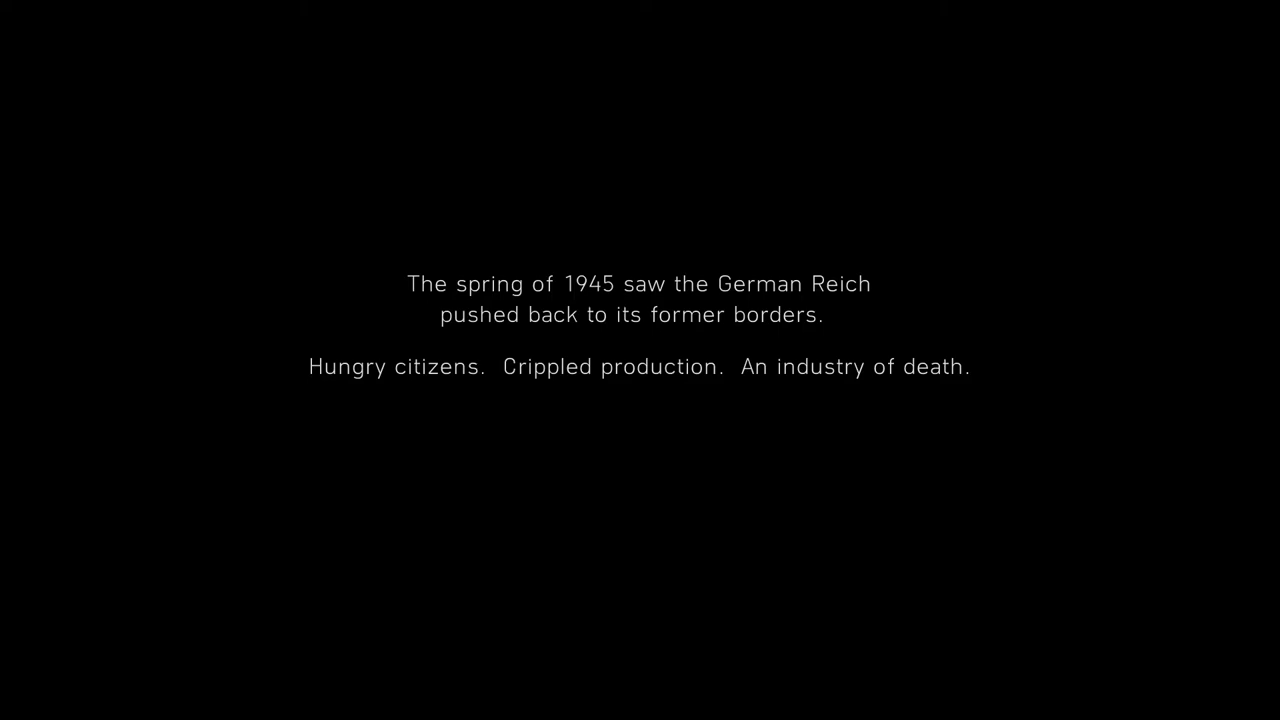 The spring of 1945 saw the German Reich
pushed back to its former borders.
Hungry citizens.  Crippled production.  An industry of death.